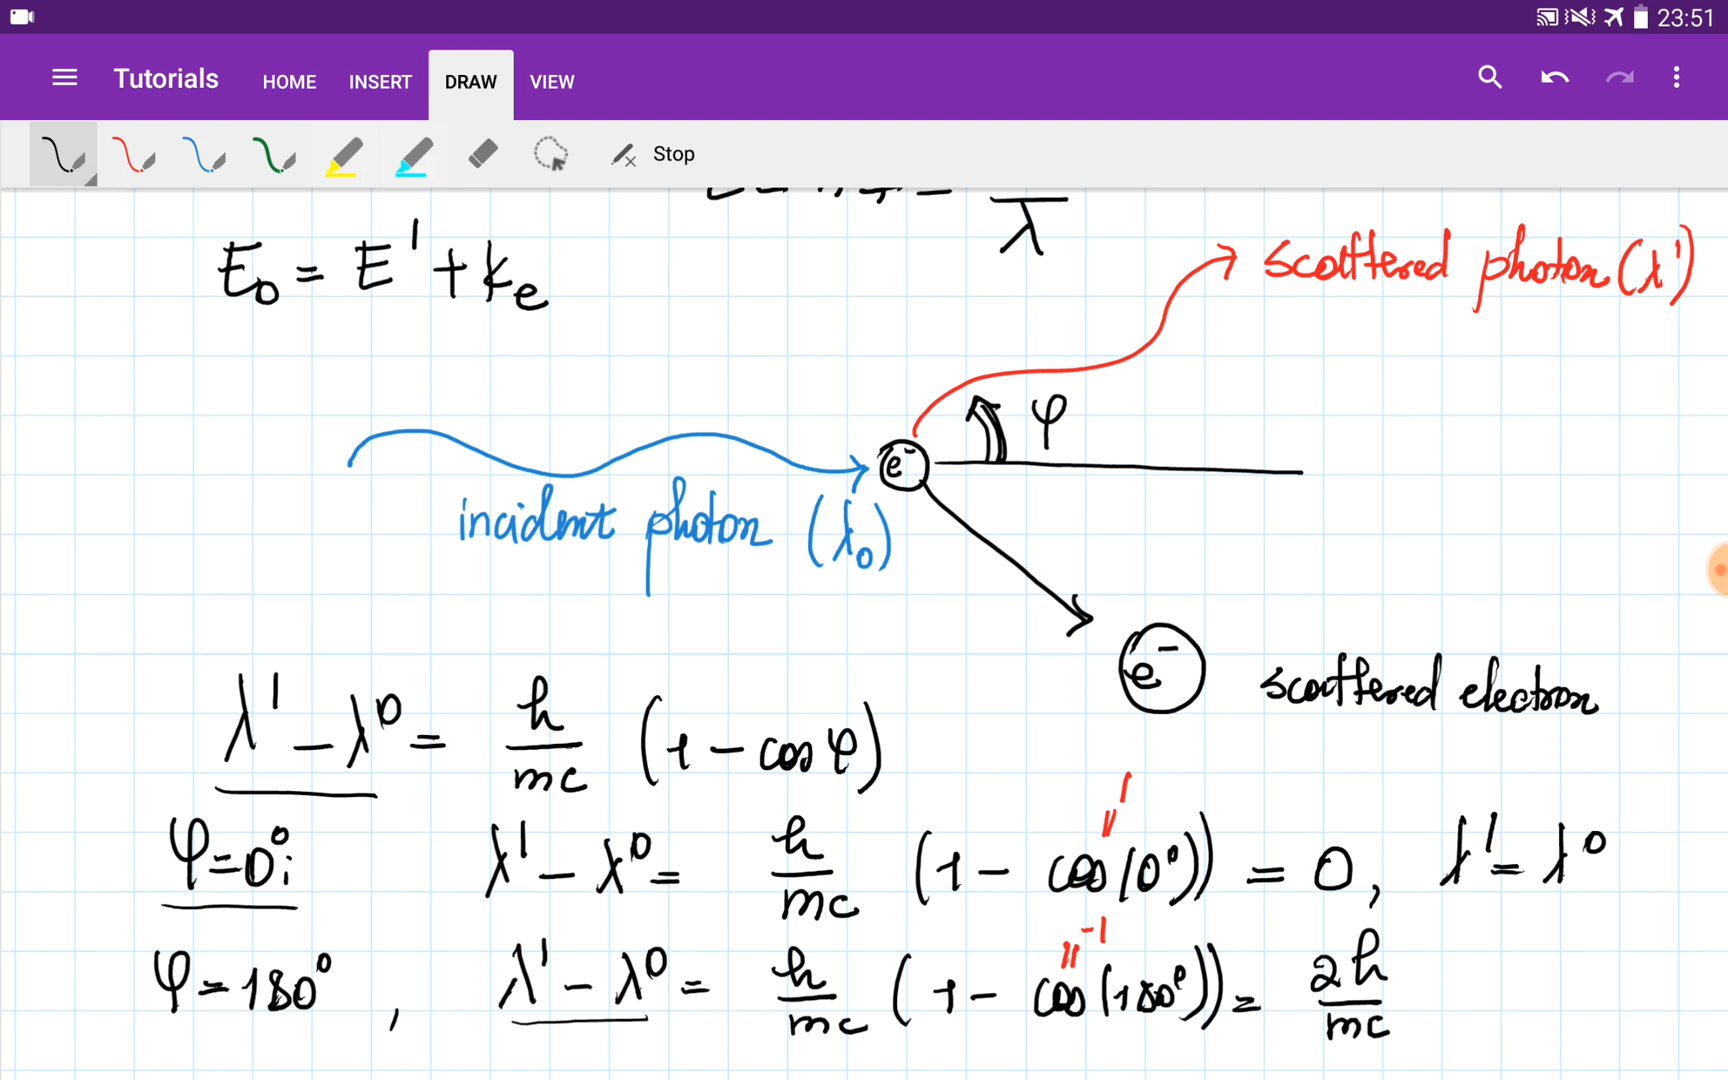 23:51
Tutorials HOME INSERT DRAW VIEW
Stop
λ
E₀ = E' + ke
scattered photon (λ')
φ
e⁻
incident photon (λ₀)
e⁻ scattered electron
λ' − λ⁰ = h/mc (1 − cos φ)
1
φ = 0°; λ' − λ⁰ = h/mc (1 − cos(0°)) = 0, λ' = λ⁰
-1
φ = 180°, λ' − λ⁰ = h/mc (1 − cos(180°)) = 2h/mc